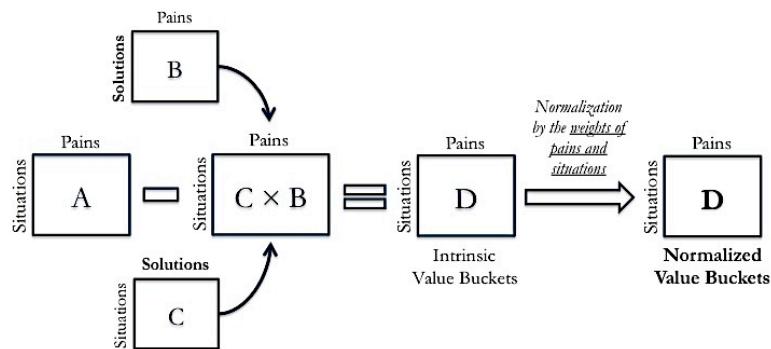 Pains
Solutions
B
Pains
Situations
A
Pains
Situations
C × B
Pains
Situations
D
Intrinsic
Value Buckets
Normalization
by the weights of
pains and
situations
Pains
Situations
D
Normalized
Value Buckets
Solutions
Situations
C